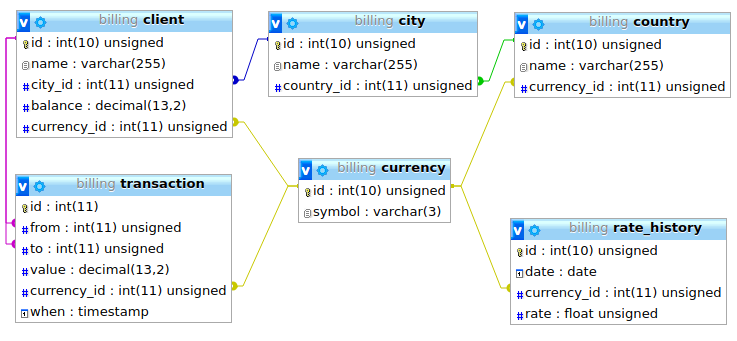 billing client
id : int(10) unsigned
name : varchar(255)
city_id : int(11) unsigned
balance : decimal(13,2)
currency_id : int(11) unsigned
billing city
id : int(10) unsigned
name : varchar(255)
country_id : int(11) unsigned
billing country
id : int(10) unsigned
name : varchar(255)
currency_id : int(11) unsigned
billing transaction
id : int(11)
from : int(11) unsigned
to : int(11) unsigned
value : decimal(13,2)
currency_id : int(11) unsigned
when : timestamp
billing currency
id : int(10) unsigned
symbol : varchar(3)
billing rate_history
id : int(10) unsigned
date : date
currency_id : int(11) unsigned
rate : float unsigned